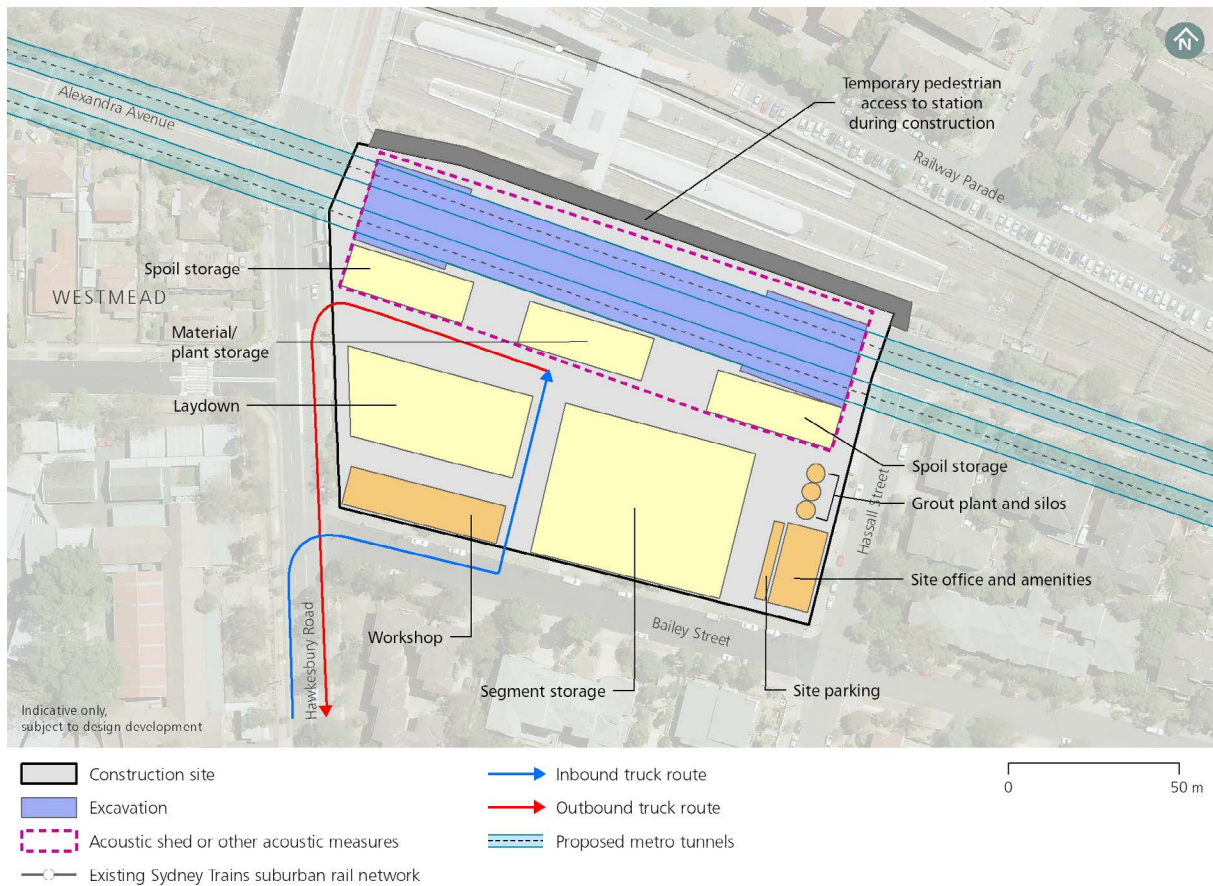 N
Temporary pedestrian
access to station
during construction
Alexandra Avenue
Railway Parade
Spoil storage
WESTMEAD
Material/
plant storage
Laydown
Spoil storage
Grout plant and silos
Hassall Street
Site office and amenities
Workshop
Bailey Street
Hawkesbury Road
Segment storage
Site parking
Indicative only,
subject to design development
Construction site
Excavation
Acoustic shed or other acoustic measures
Existing Sydney Trains suburban rail network
Inbound truck route
Outbound truck route
Proposed metro tunnels
0 50 m